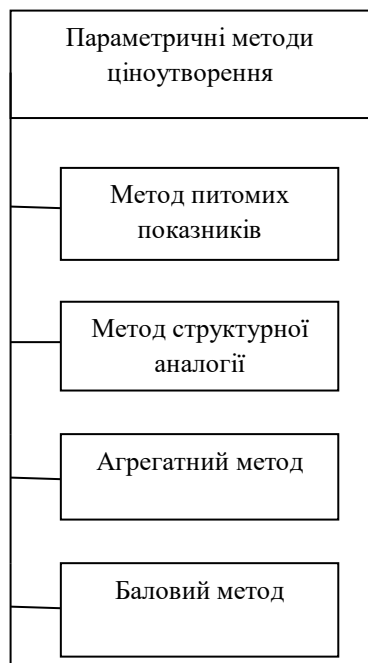 Параметричні методи
ціноутворення
Метод питомих
показників
Метод структурної
аналогії
Агрегатний метод
Баловий метод